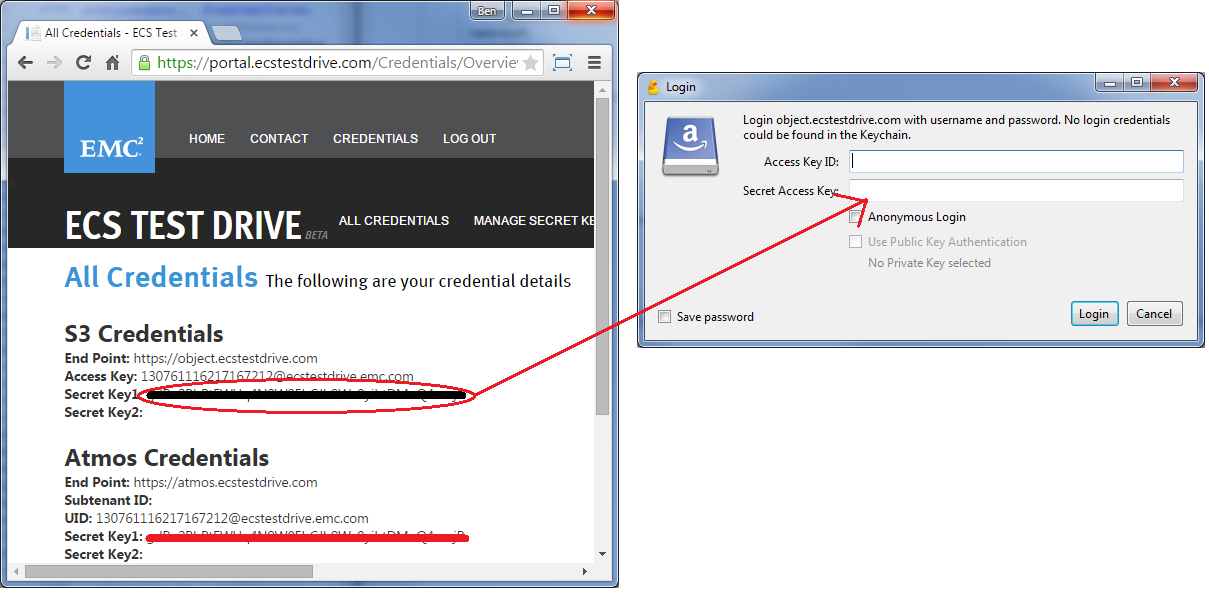 Ben
All Credentials - ECS Test
https://portal.ecstestdrive.com/Credentials/Overvie
EMC²
HOME CONTACT CREDENTIALS LOG OUT
ECS TEST DRIVE BETA
ALL CREDENTIALS MANAGE SECRET KE
All Credentials The following are your credential details
S3 Credentials
End Point: https://object.ecstestdrive.com
Access Key: 130761116217167212@ecstestdrive.emc.com
Secret Key1:
Secret Key2:
Atmos Credentials
End Point: https://atmos.ecstestdrive.com
Subtenant ID:
UID: 130761116217167212@ecstestdrive.emc.com
Secret Key1:
Secret Key2:
Login
Login object.ecstestdrive.com with username and password. No login credentials
could be found in the Keychain.
Access Key ID:
Secret Access Key:
Anonymous Login
Use Public Key Authentication
No Private Key selected
Save password
Login
Cancel